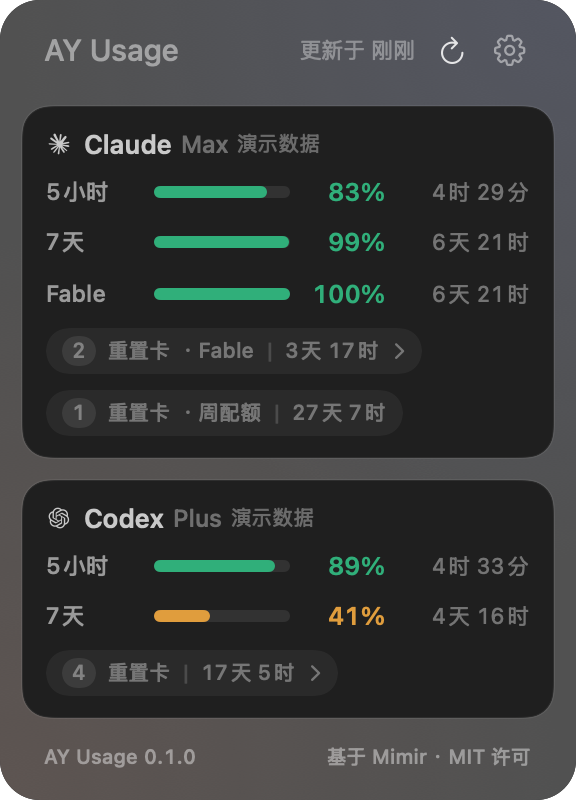 AY Usage 更新于 刚刚
Claude Max 演示数据
5小时 83% 4时 29分
7天 99% 6天 21时
Fable 100% 6天 21时
2 重置卡 · Fable | 3天 17时 >
1 重置卡 · 周配额 | 27天 7时
Codex Plus 演示数据
5小时 89% 4时 33分
7天 41% 4天 16时
4 重置卡 | 17天 5时 >
AY Usage 0.1.0 基于 Mimir · MIT 许可